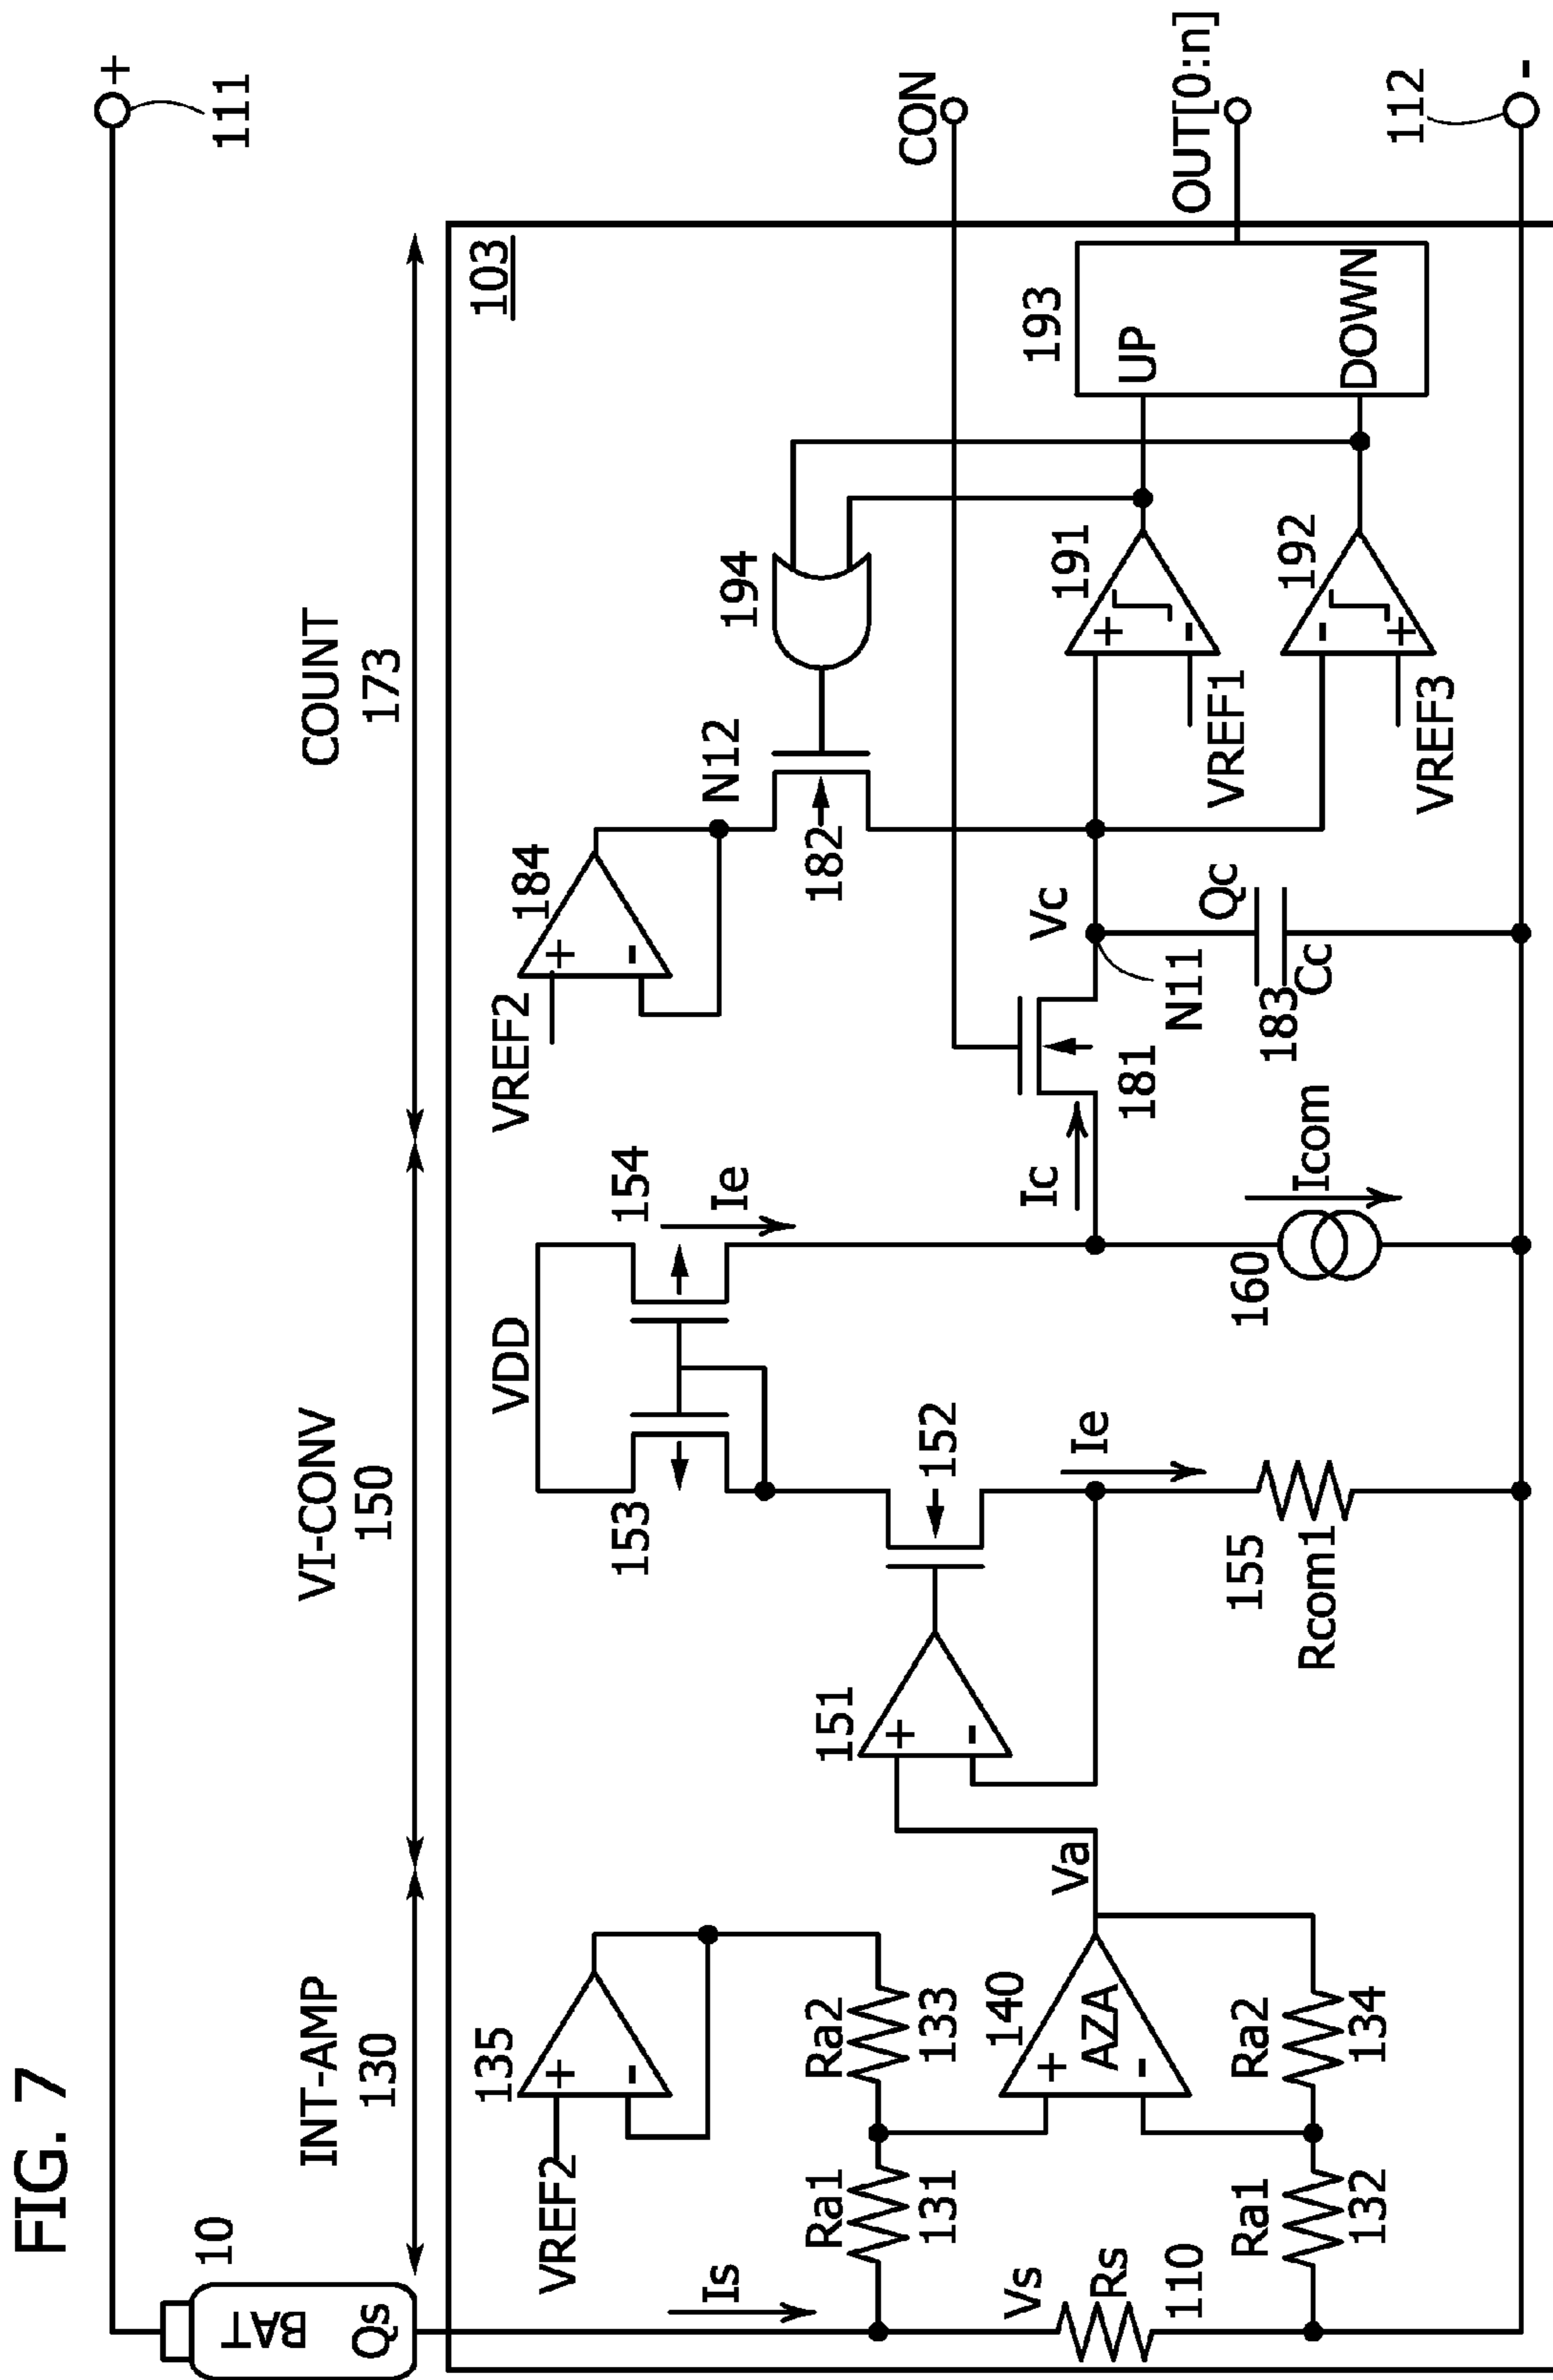 FIG. 7
BAT
Qs
10
+
111
INT-AMP
130
VI-CONV
150
COUNT
173
103
VREF2
+
-
135
Is
Ra1
131
Ra2
133
Vs
Rs
110
Ra1
132
Ra2
134
+
-
AZA
140
Va
+
-
151
152
VDD
153
154
Ie
Ie
155
Rcom1
160
Icom
Ic
181
CON
VREF2
+
-
184
N12
182
194
Vc
N11
Qc
183
Cc
+
-
191
VREF1
-
+
192
VREF3
193
UP
DOWN
OUT[0:n]
112
-